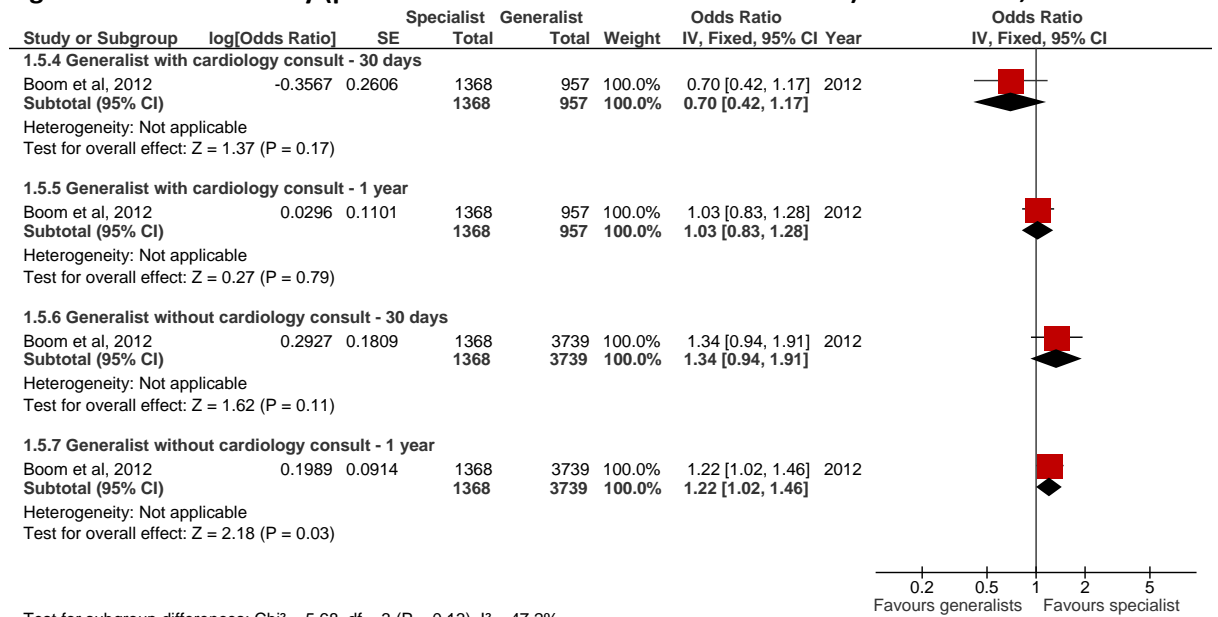 Specialist Generalist Odds Ratio Odds Ratio
Study or Subgroup log[Odds Ratio] SE Total Total Weight IV, Fixed, 95% CI Year IV, Fixed, 95% CI
1.5.4 Generalist with cardiology consult - 30 days
Boom et al, 2012 -0.3567 0.2606 1368 957 100.0% 0.70 [0.42, 1.17] 2012
Subtotal (95% CI) 1368 957 100.0% 0.70 [0.42, 1.17]
Heterogeneity: Not applicable
Test for overall effect: Z = 1.37 (P = 0.17)
1.5.5 Generalist with cardiology consult - 1 year
Boom et al, 2012 0.0296 0.1101 1368 957 100.0% 1.03 [0.83, 1.28] 2012
Subtotal (95% CI) 1368 957 100.0% 1.03 [0.83, 1.28]
Heterogeneity: Not applicable
Test for overall effect: Z = 0.27 (P = 0.79)
1.5.6 Generalist without cardiology consult - 30 days
Boom et al, 2012 0.2927 0.1809 1368 3739 100.0% 1.34 [0.94, 1.91] 2012
Subtotal (95% CI) 1368 3739 100.0% 1.34 [0.94, 1.91]
Heterogeneity: Not applicable
Test for overall effect: Z = 1.62 (P = 0.11)
1.5.7 Generalist without cardiology consult - 1 year
Boom et al, 2012 0.1989 0.0914 1368 3739 100.0% 1.22 [1.02, 1.46] 2012
Subtotal (95% CI) 1368 3739 100.0% 1.22 [1.02, 1.46]
Heterogeneity: Not applicable
Test for overall effect: Z = 2.18 (P = 0.03)
0.2 0.5 1 2 5
Favours generalists Favours specialist